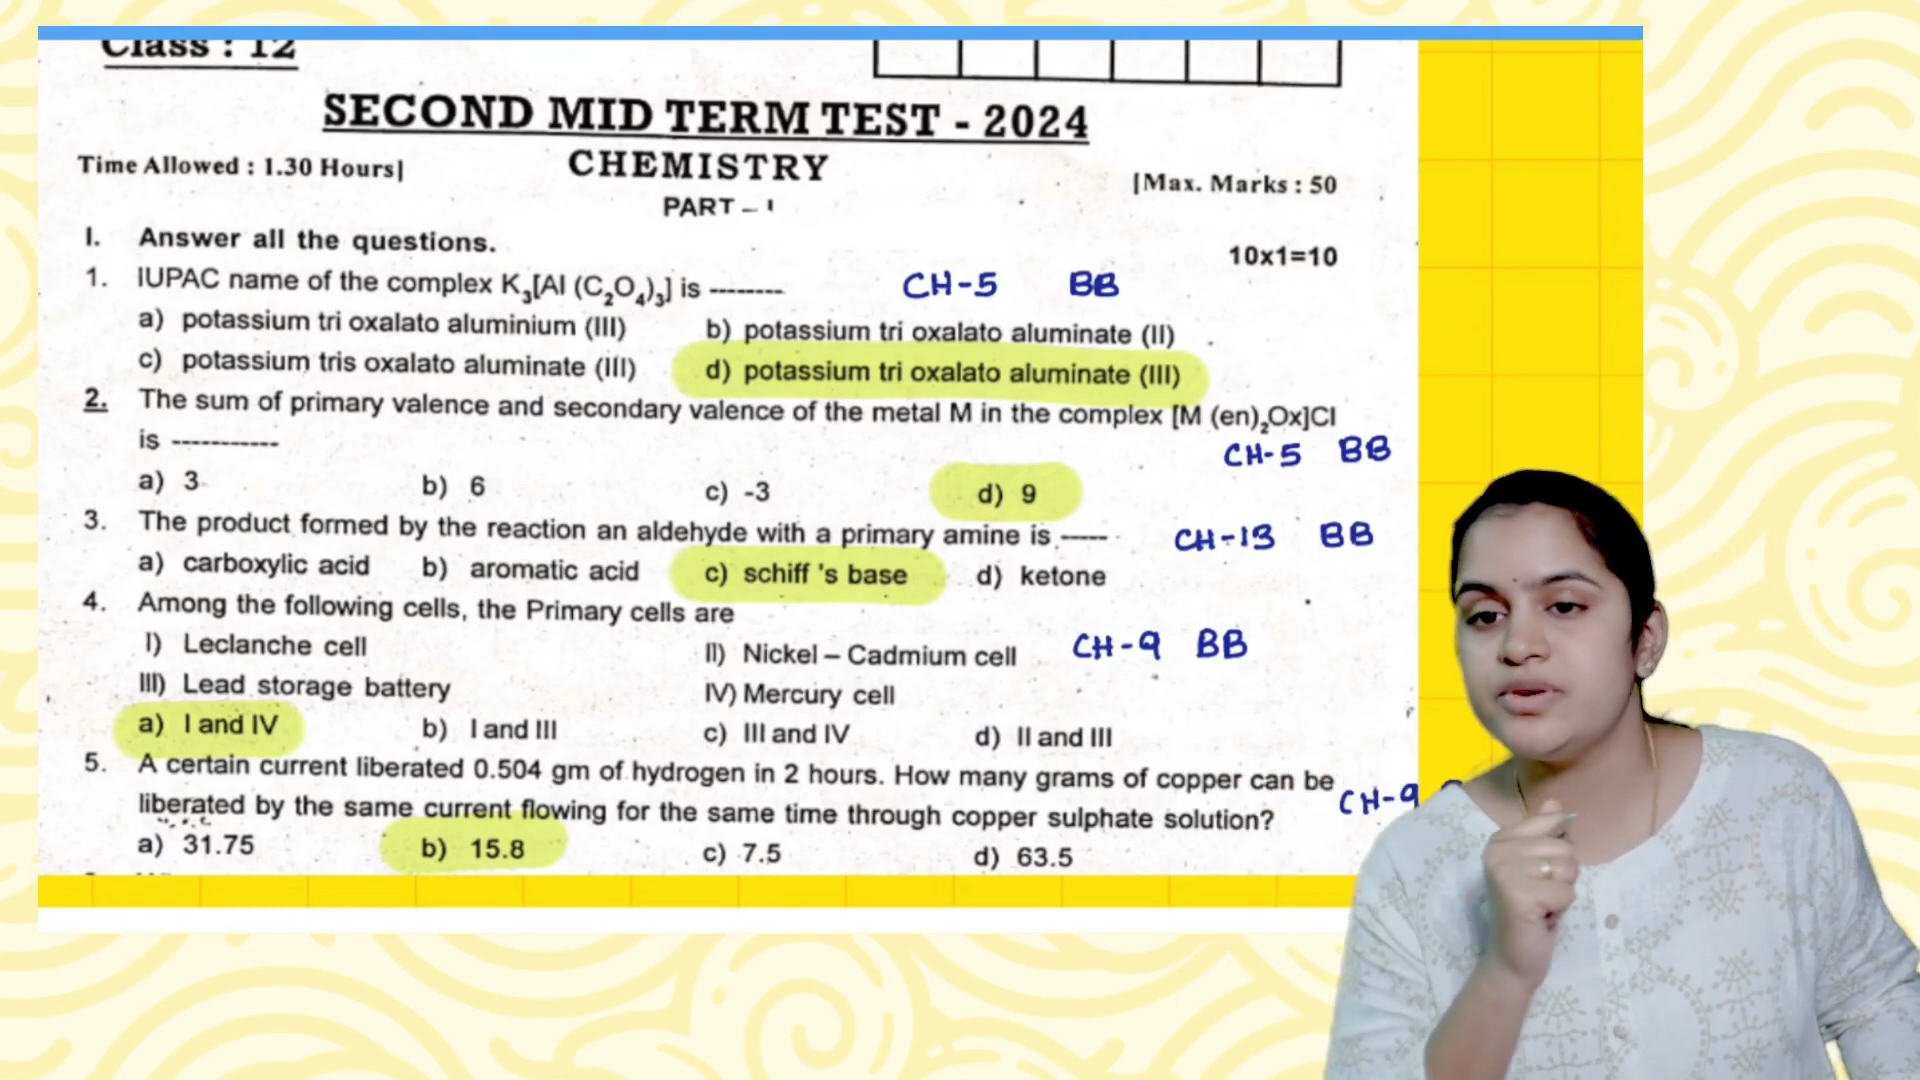 Class : 12
SECOND MID TERM TEST - 2024
Time Allowed : 1.30 Hours]
CHEMISTRY
[Max. Marks : 50
PART – I
I. Answer all the questions.
10x1=10
1. IUPAC name of the complex K₃[Al (C₂O₄)₃] is --------
CH-5 BB
a) potassium tri oxalato aluminium (III) b) potassium tri oxalato aluminate (II)
c) potassium tris oxalato aluminate (III) d) potassium tri oxalato aluminate (III)
2. The sum of primary valence and secondary valence of the metal M in the complex [M (en)₂Ox]Cl
is -----------
CH-5 BB
a) 3 b) 6 c) -3 d) 9
3. The product formed by the reaction an aldehyde with a primary amine is -----
CH-13 BB
a) carboxylic acid b) aromatic acid c) schiff 's base d) ketone
4. Among the following cells, the Primary cells are
I) Leclanche cell II) Nickel – Cadmium cell
CH-9 BB
III) Lead storage battery IV) Mercury cell
a) I and IV b) I and III c) III and IV d) II and III
5. A certain current liberated 0.504 gm of hydrogen in 2 hours. How many grams of copper can be
liberated by the same current flowing for the same time through copper sulphate solution?
CH-9
a) 31.75 b) 15.8 c) 7.5 d) 63.5